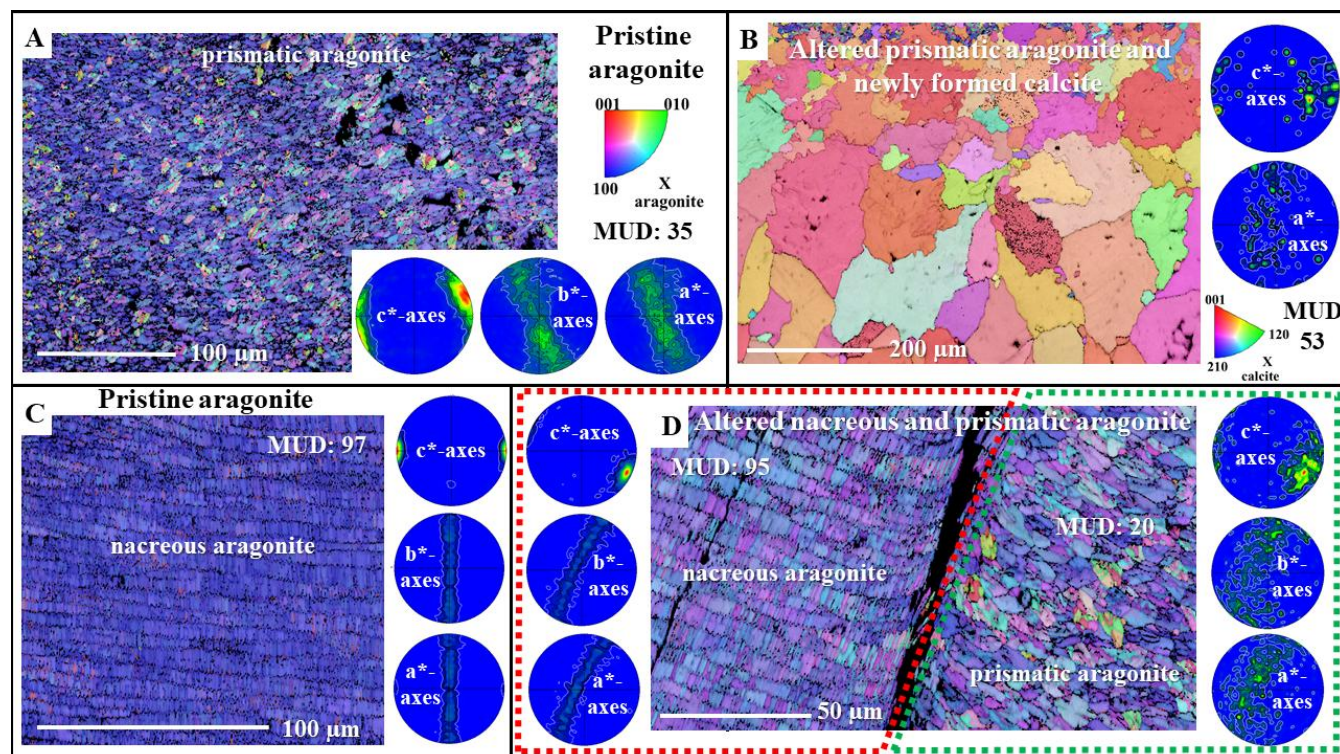 A
prismatic aragonite
Pristine
aragonite
001 010
100 X
aragonite
MUD: 35
c*-axes
b*-
axes
a*-
axes
100 µm
B
Altered prismatic aragonite and
newly formed calcite
c*-
axes
a*-
axes
001
120
210 X
calcite
MUD
53
200 µm
C
Pristine aragonite
MUD: 97
nacreous aragonite
c*-axes
b*-
axes
a*-
axes
100 µm
D
Altered nacreous and prismatic aragonite
c*-axes
b*-
axes
a*-
axes
MUD: 95
nacreous aragonite
MUD: 20
prismatic aragonite
50 µm
c*-
axes
b*-
axes
a*-
axes